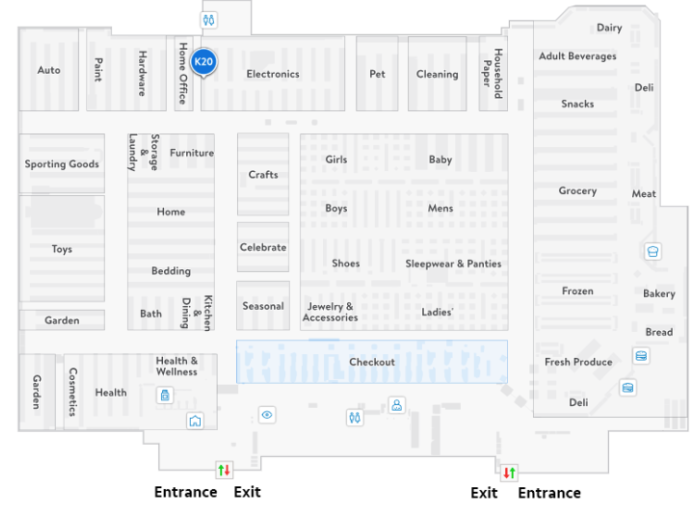 Dairy
Adult Beverages
Deli
Snacks
K20
Auto
Paint
Hardware
Home Office
Electronics
Pet
Cleaning
Household
Paper
Sporting Goods
Storage
&
Laundry
Furniture
Crafts
Girls
Baby
Grocery
Meat
Home
Boys
Mens
Toys
Celebrate
Shoes
Sleepwear & Panties
Bedding
Frozen
Bakery
Garden
Bath
Kitchen
&
Dining
Seasonal
Jewelry &
Accessories
Ladies'
Bread
Garden
Cosmetics
Health
Health &
Wellness
Checkout
Fresh Produce
Deli
Entrance
Exit
Exit
Entrance